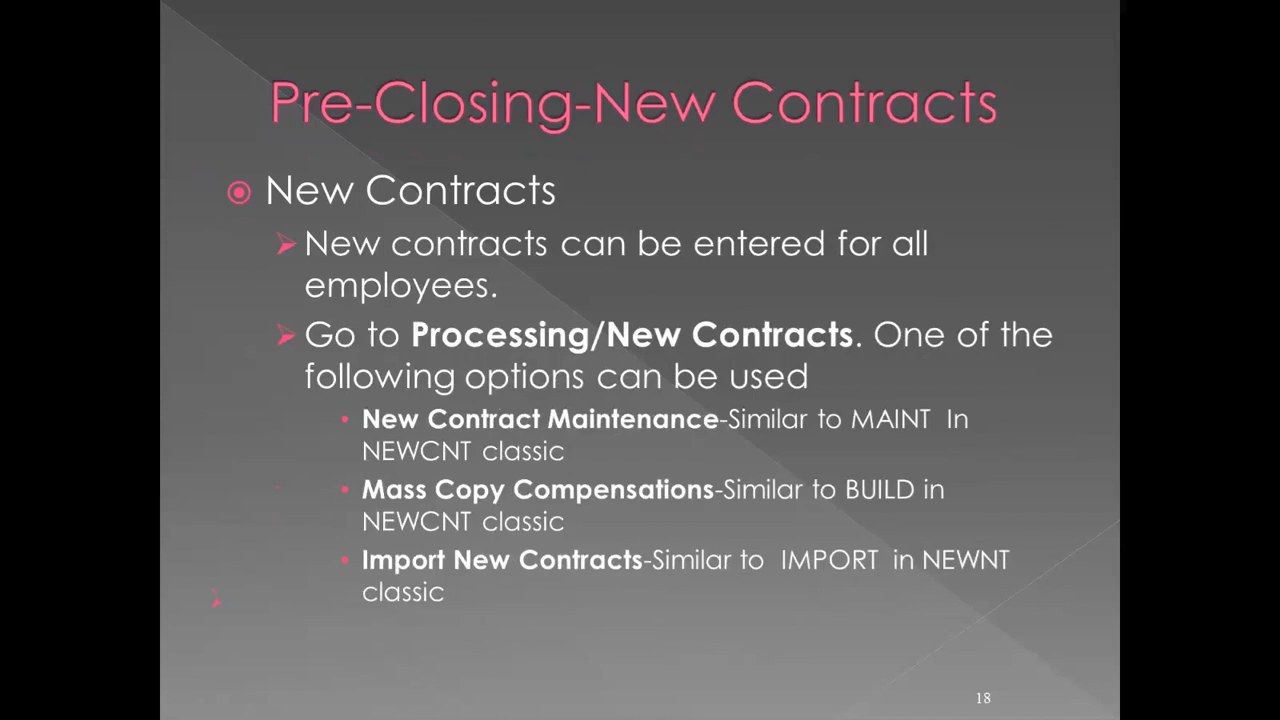 Pre-Closing-New Contracts
New Contracts
New contracts can be entered for all
employees.
Go to Processing/New Contracts. One of the
following options can be used
New Contract Maintenance-Similar to MAINT In
NEWCNT classic
Mass Copy Compensations-Similar to BUILD in
NEWCNT classic
Import New Contracts-Similar to IMPORT in NEWNT
classic
18